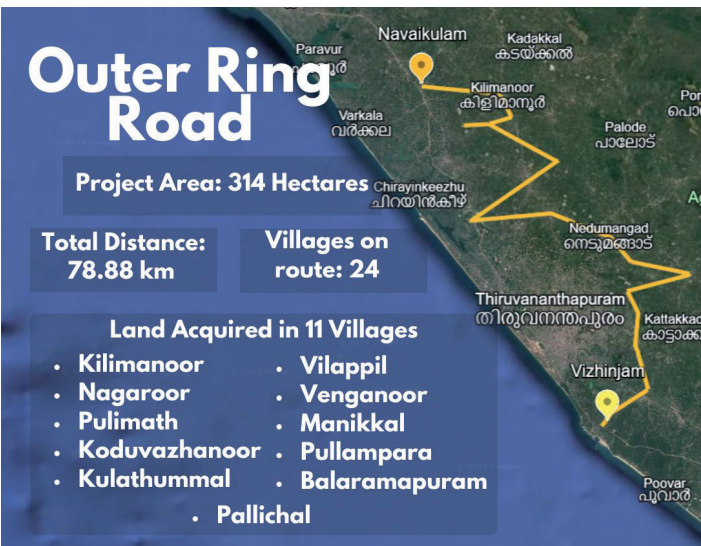 Outer Ring
Road
Project Area: 314 Hectares
Total Distance:
78.88 km
Villages on
route: 24
Land Acquired in 11 Villages
• Kilimanoor
• Nagaroor
• Pulimath
• Koduvazhanoor
• Kulathummal
• Vilappil
• Venganoor
• Manikkal
• Pullampara
• Balaramapuram
• Pallichal
Navaikulam
Kadakkal
കടയ്ക്കൽ
Paravur
Kilimanoor
കിളിമാനൂർ
Varkala
വർക്കല
Palode
പാലോട്
Chirayinkeezhu
ചിറയിൻകീഴ്
Nedumangad
നെടുമങ്ങാട്
Thiruvananthapuram
തിരുവനന്തപുരം
Vizhinjam
Poovar
പൂവാർ